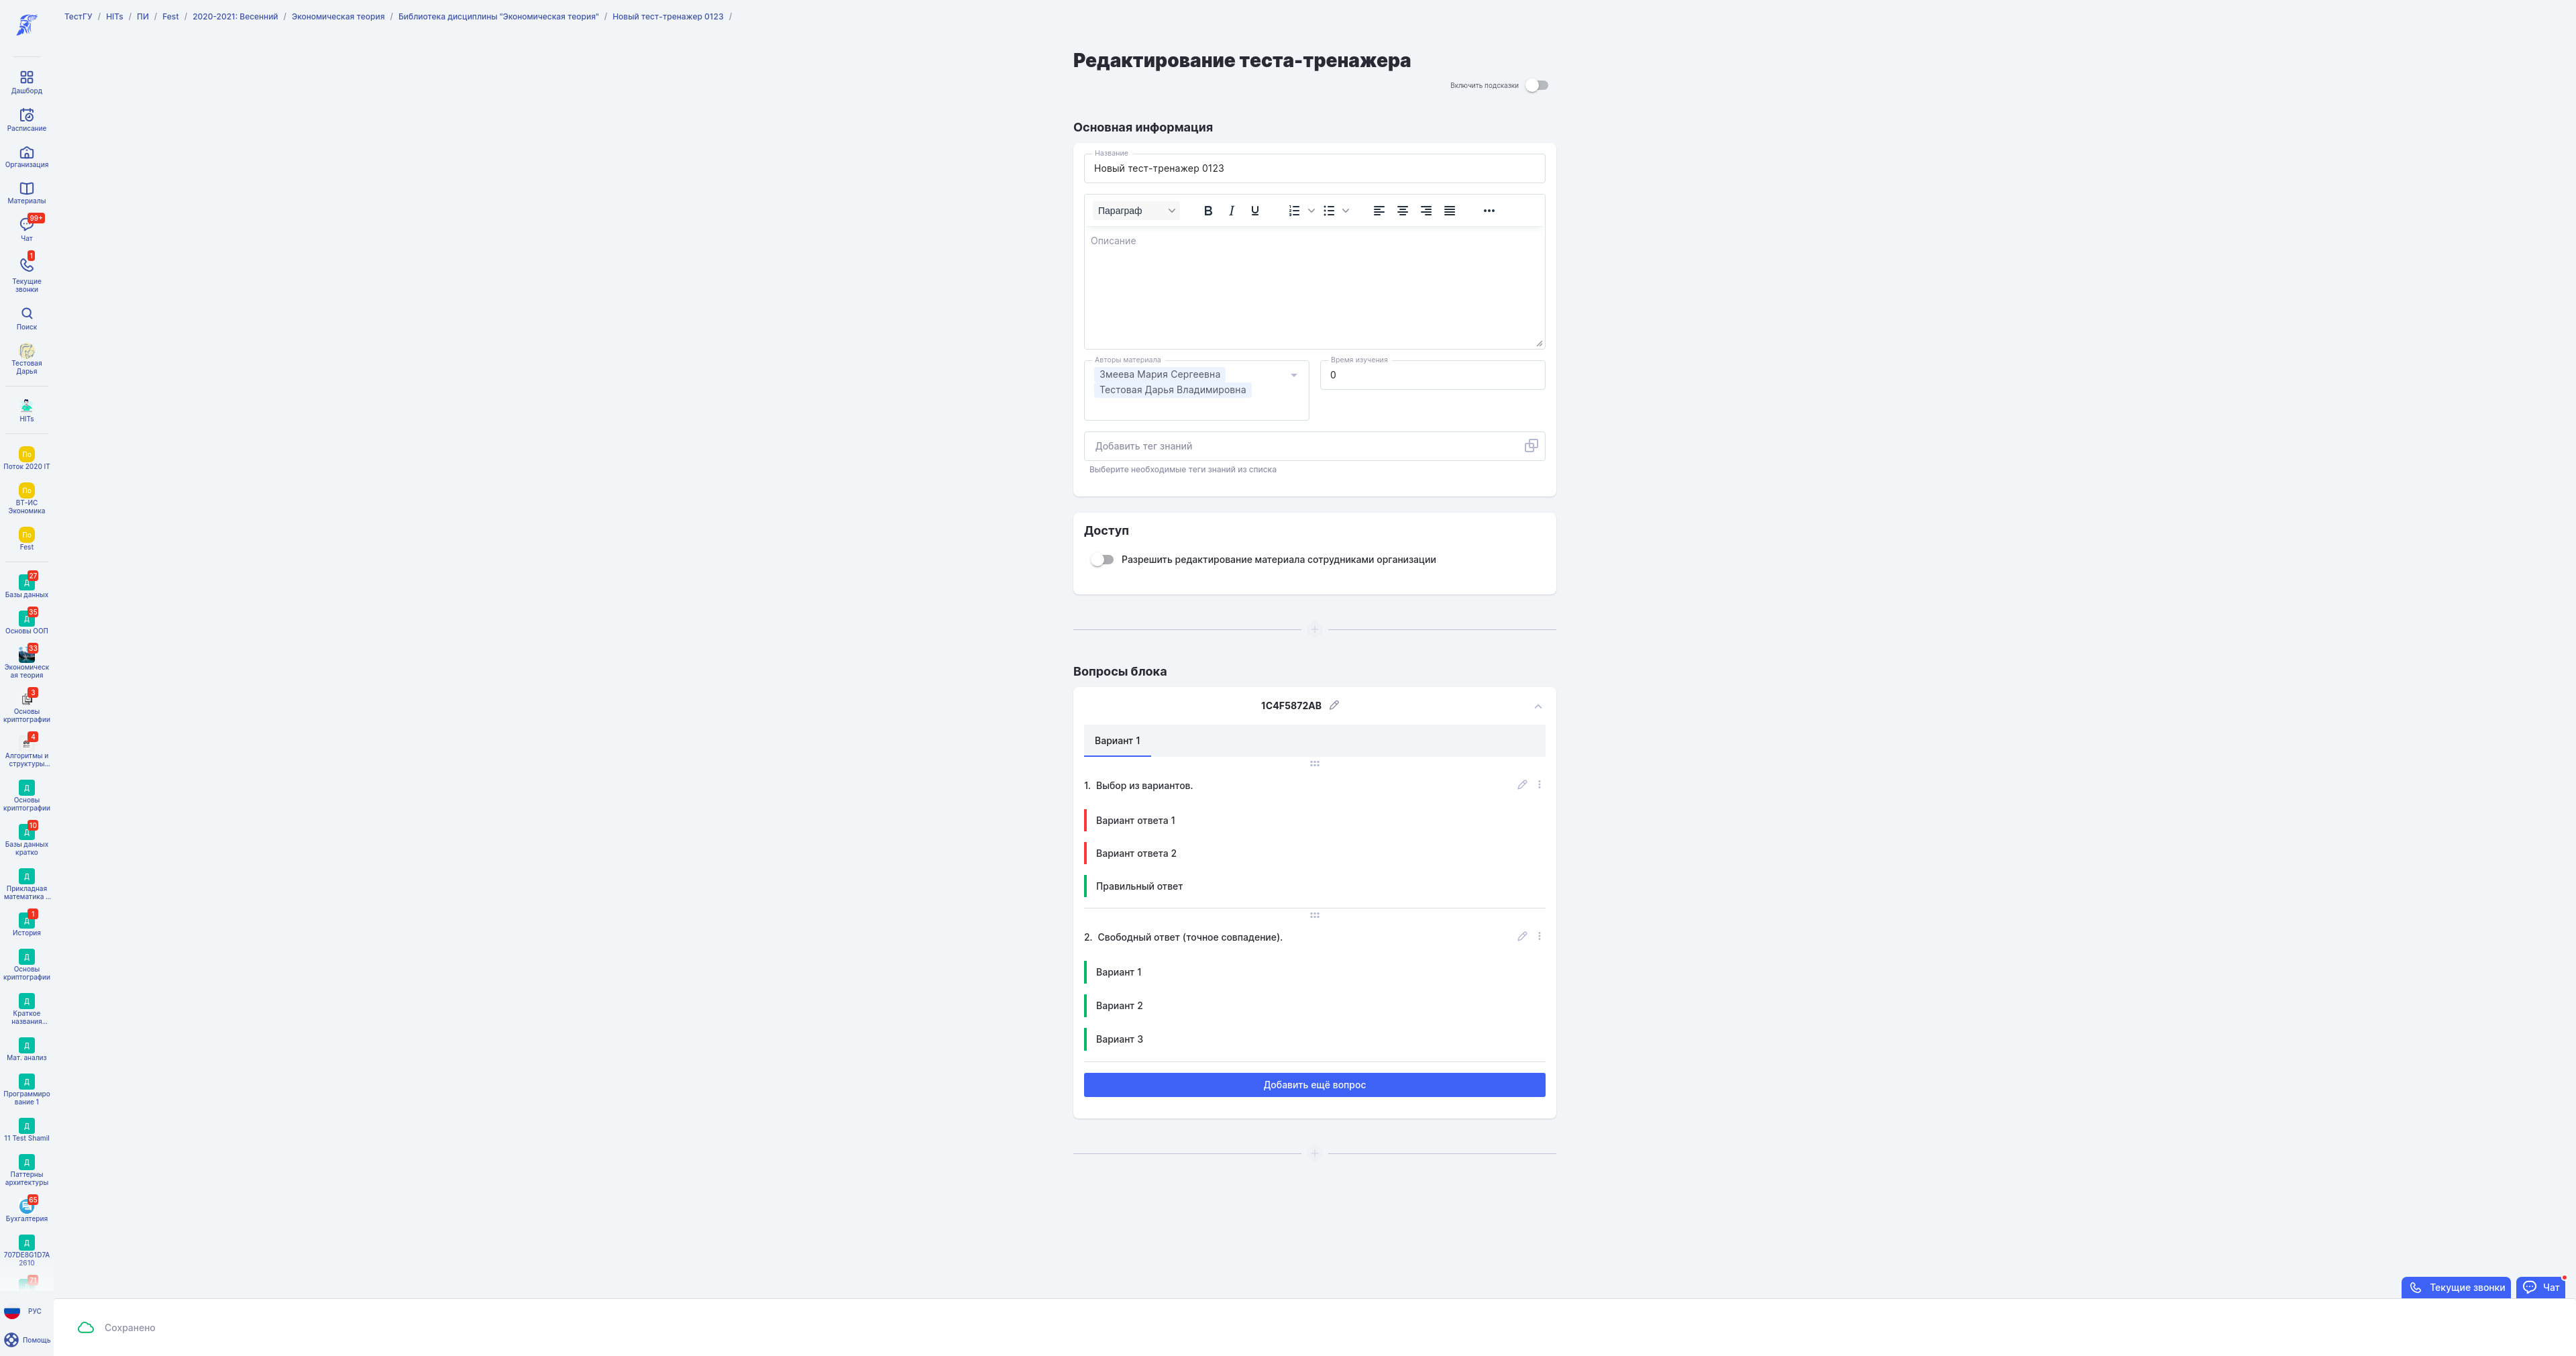 ТестГУ / HITs / ПИ / Fest / 2020-2021: Весенний / Экономическая теория / Библиотека дисциплины "Экономическая теория" / Новый тест-тренажер 0123 /
Дашборд
Расписание
Организация
Материалы
99+
Чат
1
Текущие
звонки
Поиск
Тестовая
Дарья
HITs
По
Поток 2020 IT
По
ВТ-ИС
Экономика
По
Fest
Д 27
Базы данных
Д 35
Основы ООП
33
Экономическ
ая теория
3
Основы
криптографии
4
Алгоритмы и
структуры...
Д
Основы
криптографии
Д 10
Базы данных
кратко
Д
Прикладная
математика ...
Д 1
История
Д
Основы
криптографии
Д
Краткое
названия...
Д
Мат. анализ
Д
Программиро
вание 1
Д
11 Test Shamil
Д
Паттерны
архитектуры
65
Бухгалтерия
Д
707DE8G1D7A
2610
21
РУС
Помощь
Редактирование теста-тренажера
Включить подсказки
Основная информация
Название
Новый тест-тренажер 0123
Параграф
Описание
Авторы материала
Змеева Мария Сергеевна
Тестовая Дарья Владимировна
Время изучения
0
Добавить тег знаний
Выберите необходимые теги знаний из списка
Доступ
Разрешить редактирование материала сотрудниками организации
Вопросы блока
1C4F5872AB
Вариант 1
1. Выбор из вариантов.
Вариант ответа 1
Вариант ответа 2
Правильный ответ
2. Свободный ответ (точное совпадение).
Вариант 1
Вариант 2
Вариант 3
Добавить ещё вопрос
Текущие звонки
Чат
Сохранено